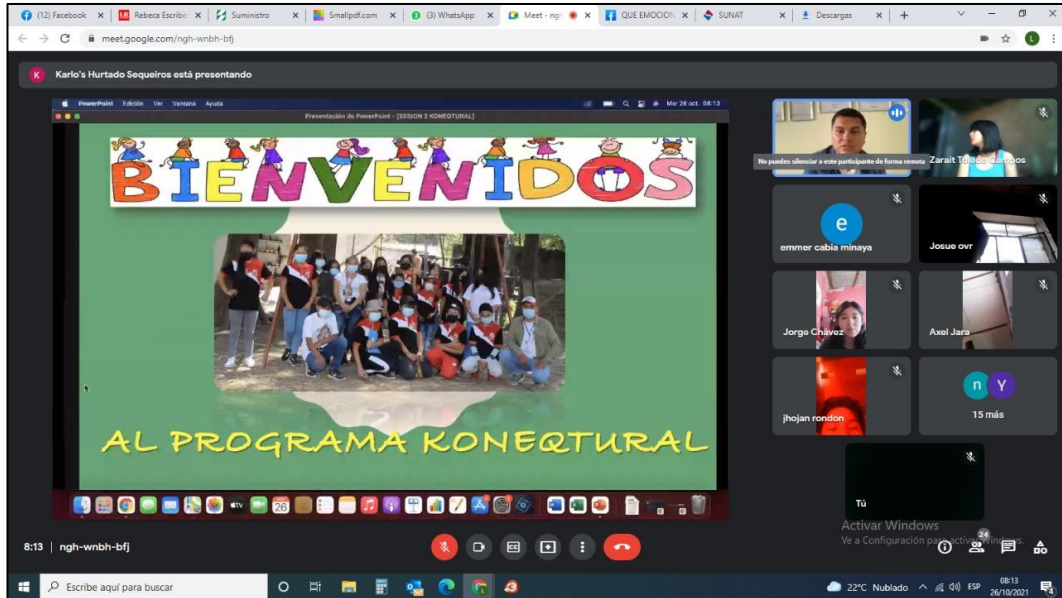 (12) Facebook
Rebeca Escribe:
Suministro
Smallpdf.com
(3) WhatsApp
Meet - ngh
QUE EMOCION
SUNAT
Descargas
meet.google.com/ngh-wnbh-bfj
L
K Karlo's Hurtado Sequeiros está presentando
PowerPoint Edición Ver Ventana Ayuda
Mar 26 oct. 08:13
Presentación de PowerPoint - [SESION 2 KONEQTURAL]
BIENVENIDOS
AL PROGRAMA KONEQTURAL
tv
26
No puedes silenciar a este participante de forma remota
Zarait Toledo Campos
e
emmer cabia minaya
Josue ovr
Jorge Chávez
Axel Jara
jhojan rondon
n Y
15 más
Tú
Activar Windows
Ve a Configuración para activar Windows.
8:13 | ngh-wnbh-bfj
24
Escribe aquí para buscar
22°C Nublado
ESP
08:13
26/10/2021